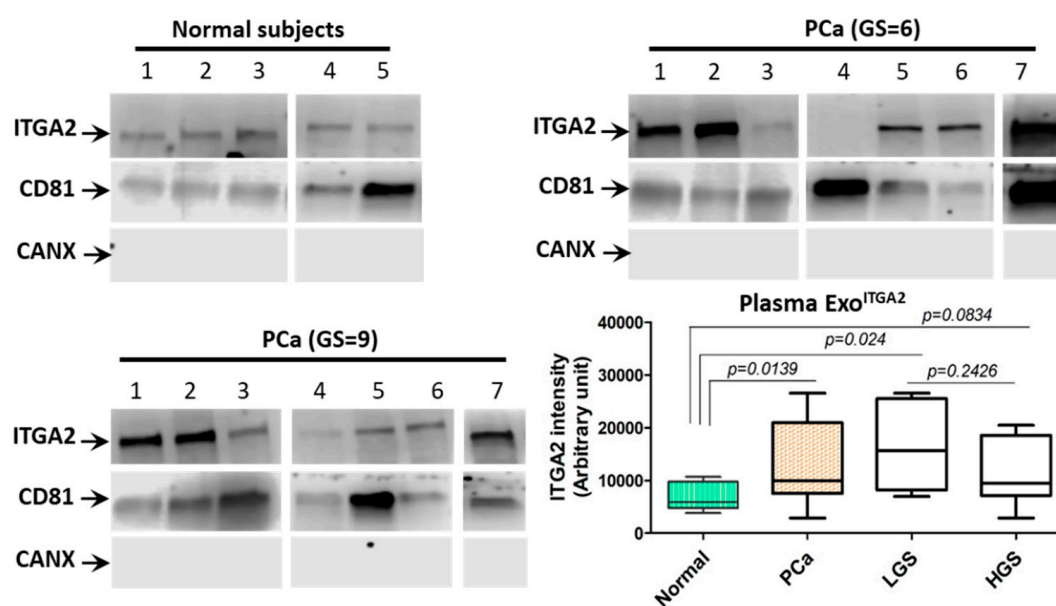 Normal subjects
1 2 3 4 5
ITGA2
CD81
CANX
PCa (GS=6)
1 2 3 4 5 6 7
ITGA2
CD81
CANX
PCa (GS=9)
1 2 3 4 5 6 7
ITGA2
CD81
CANX
Plasma Exo^ITGA2
ITGA2 intensity
(Arbitrary unit)
40000
30000
20000
10000
0
p=0.0834
p=0.024
p=0.0139
p=0.2426
Normal
PCa
LGS
HGS